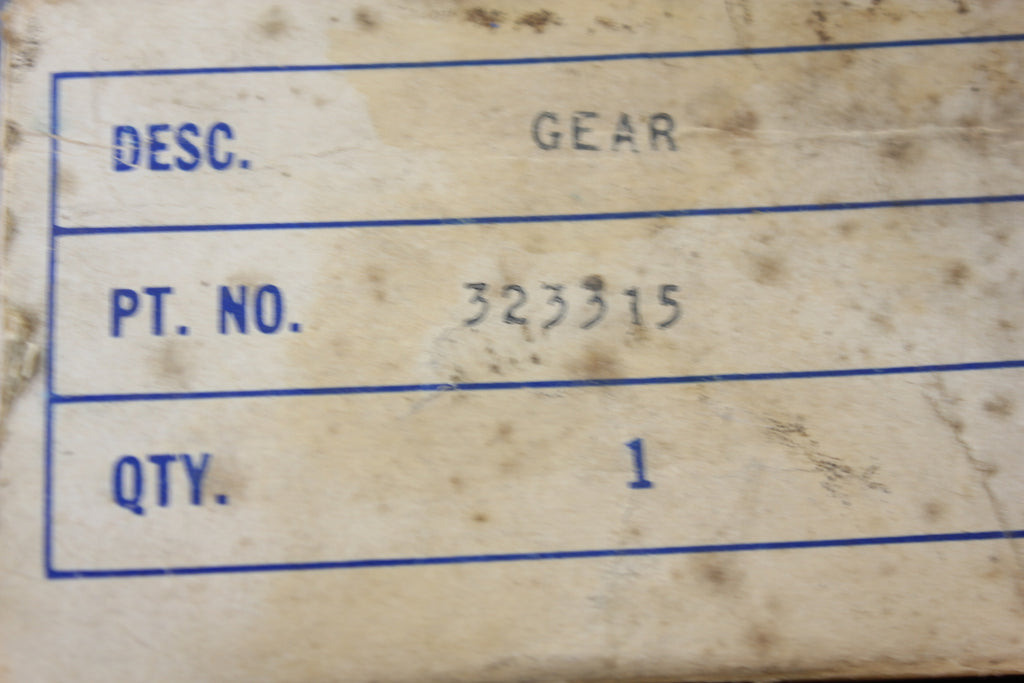 DESC. GEAR
PT. NO. 323315
QTY. 1